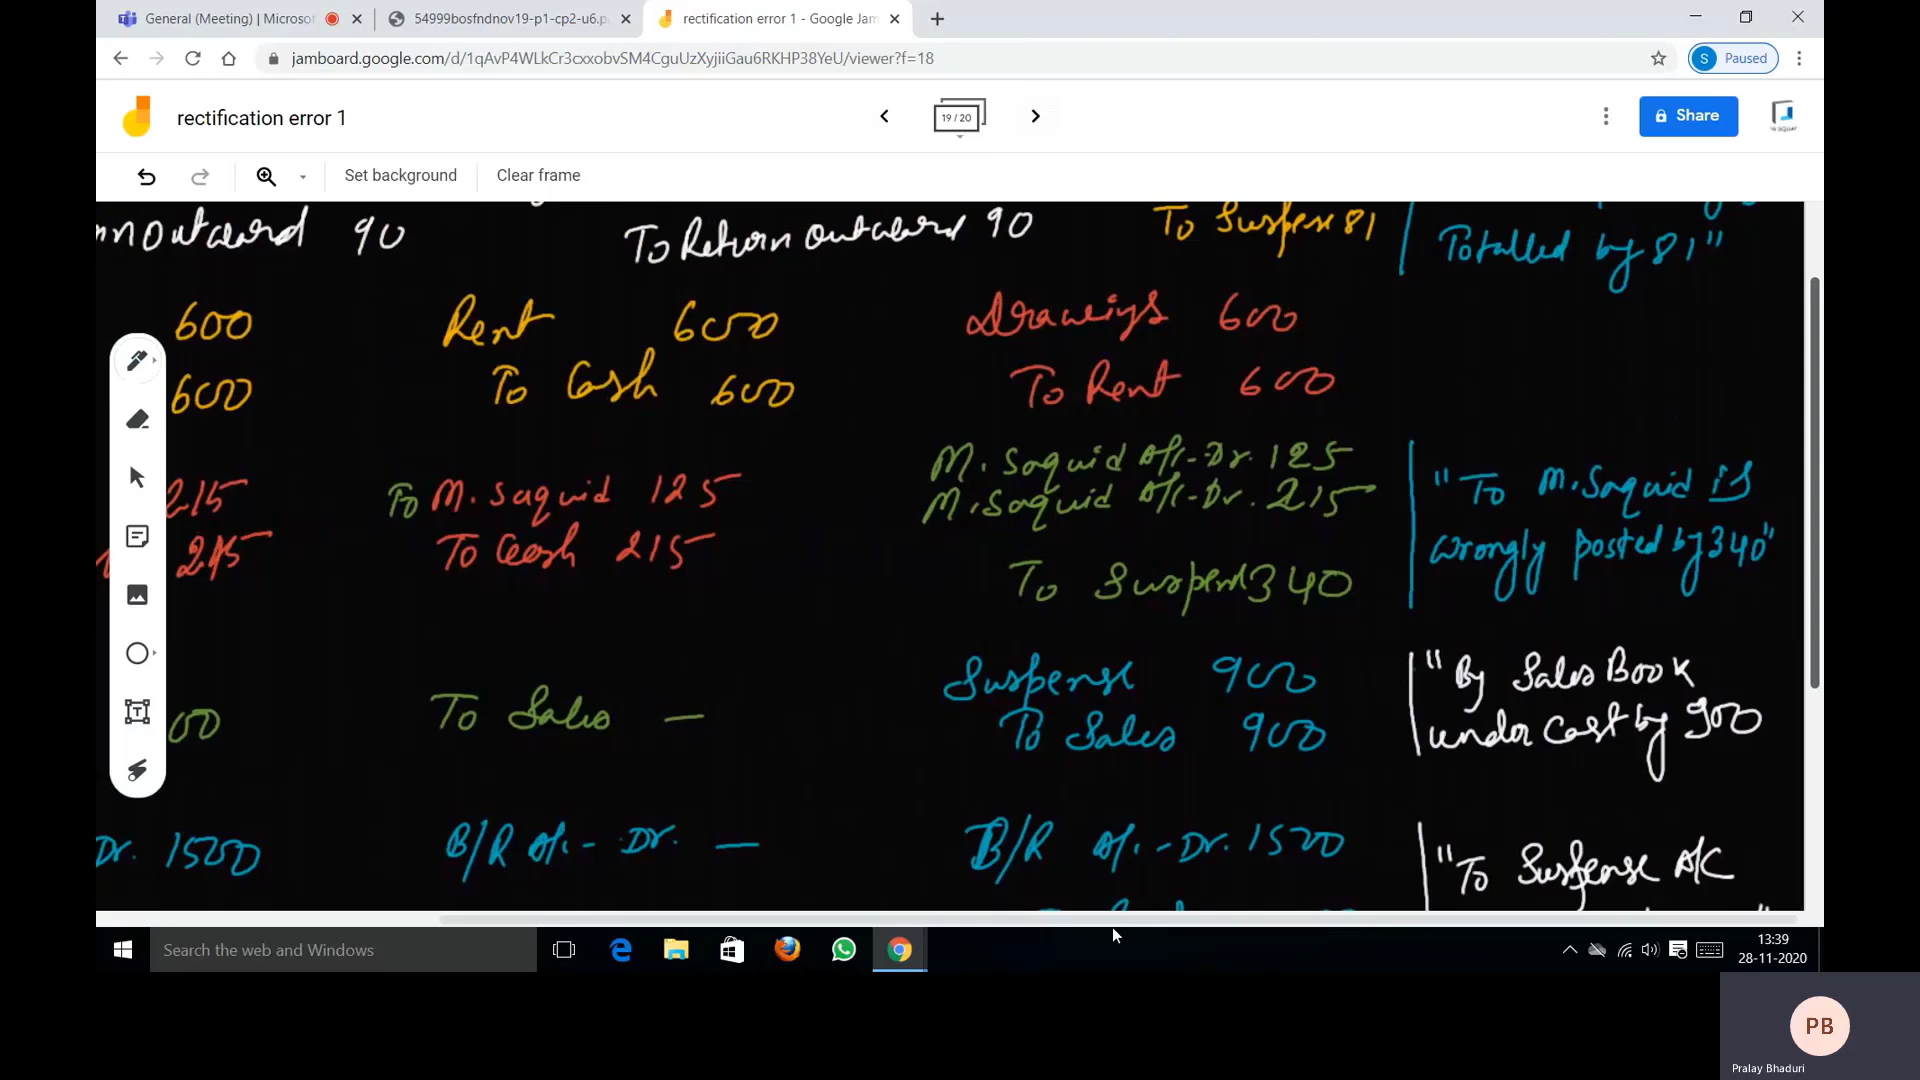 General (Meeting) | Microso
54999bosfndnov19-p1-cp2-u6.p
rectification error 1 - Google Jam
jamboard.google.com/d/1qAvP4WLkCr3cxxobvSM4CguUzXyjiiGau6RKHP38YeU/viewer?f=18
S Paused
rectification error 1
19 / 20
Share
Set background
Clear frame
outward 90
To Return outward 90
To Suspense 81
Totalled by 81"
600
Rent 600
Drawings 600
600
To Cash 600
To Rent 600
M. Saquid A/c-Dr. 125
215
To M. Saquid 125
M. Saquid A/c-Dr. 215
"To M. Saquid is
215
To Cash 215
wrongly posted by 340"
To Suspens 340
Suspense 900
"By Sales Book
00
To Sales —
To Sales 900
under Cast by 900
Dr. 1500
B/R A/c - Dr. —
B/R A/c - Dr. 1500
"To Suspense A/c
Search the web and Windows
13:39
28-11-2020
PB
Pralay Bhaduri